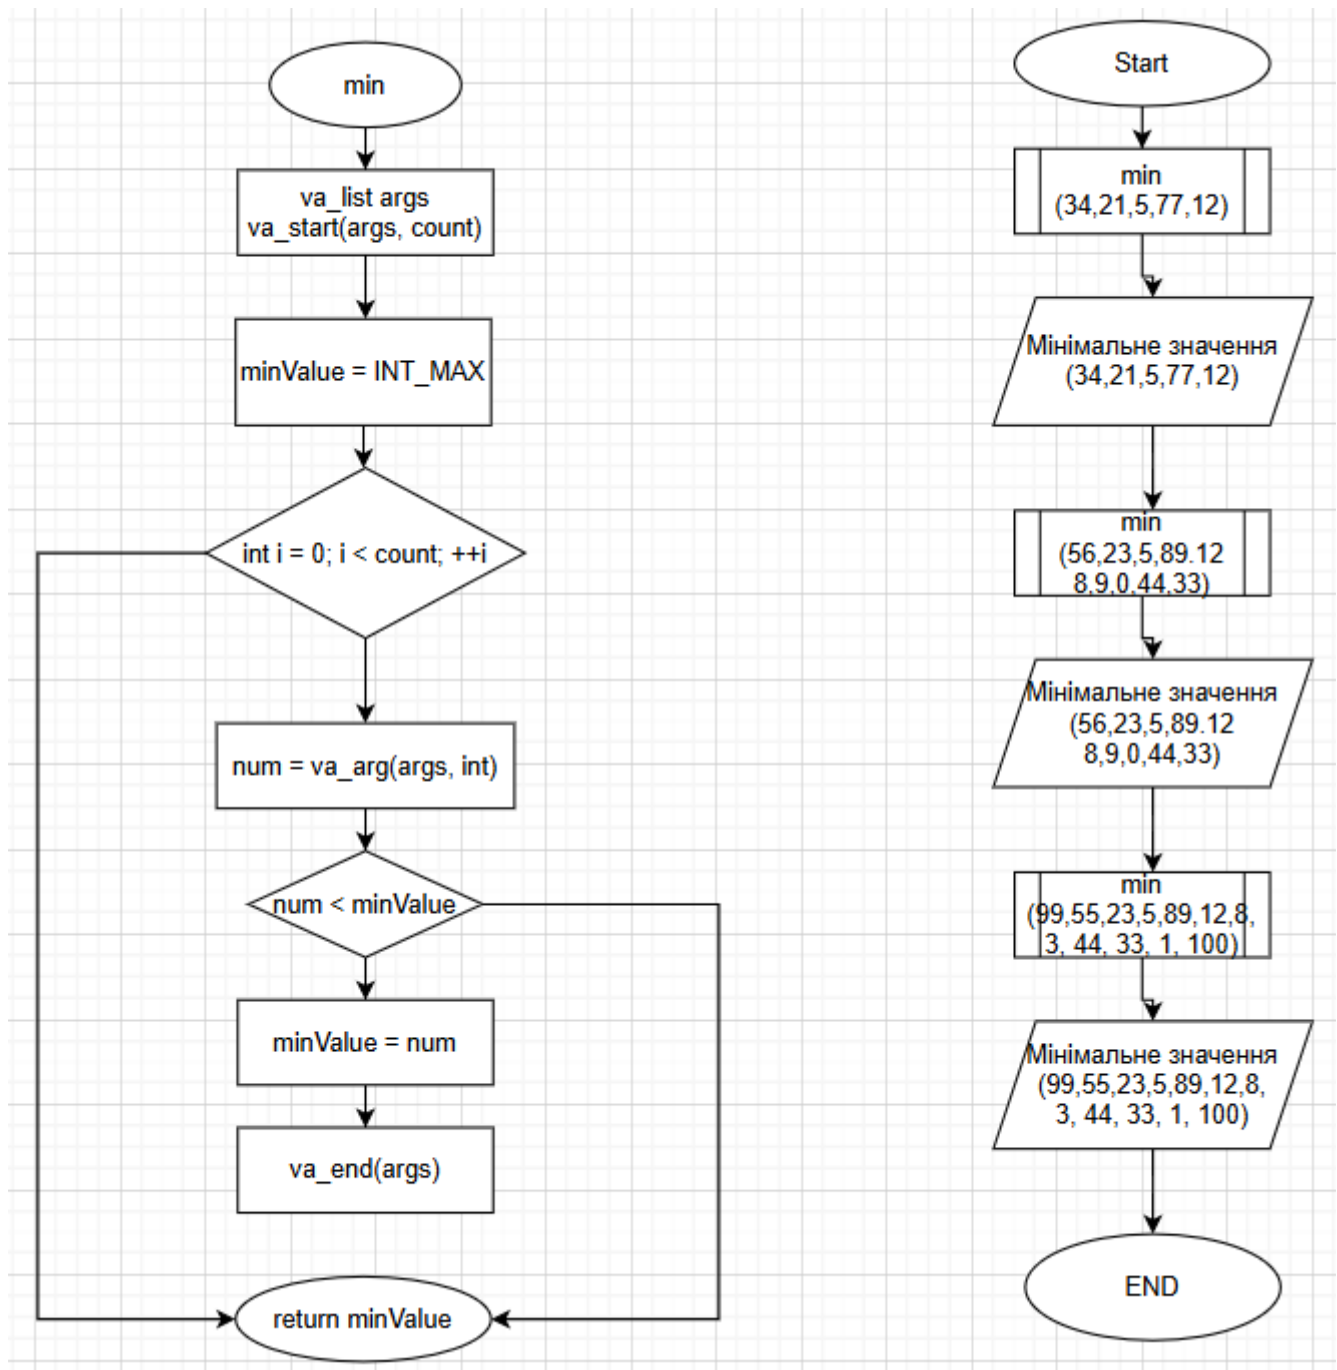 min
va_list args
va_start(args, count)
minValue = INT_MAX
int i = 0; i < count; ++i
num = va_arg(args, int)
num < minValue
minValue = num
va_end(args)
return minValue
Start
min
(34,21,5,77,12)
Мінімальне значення
(34,21,5,77,12)
min
(56,23,5,89.12
8,9,0,44,33)
Мінімальне значення
(56,23,5,89.12
8,9,0,44,33)
min
(99,55,23,5,89,12,8,
3, 44, 33, 1, 100)
Мінімальне значення
(99,55,23,5,89,12,8,
3, 44, 33, 1, 100)
END